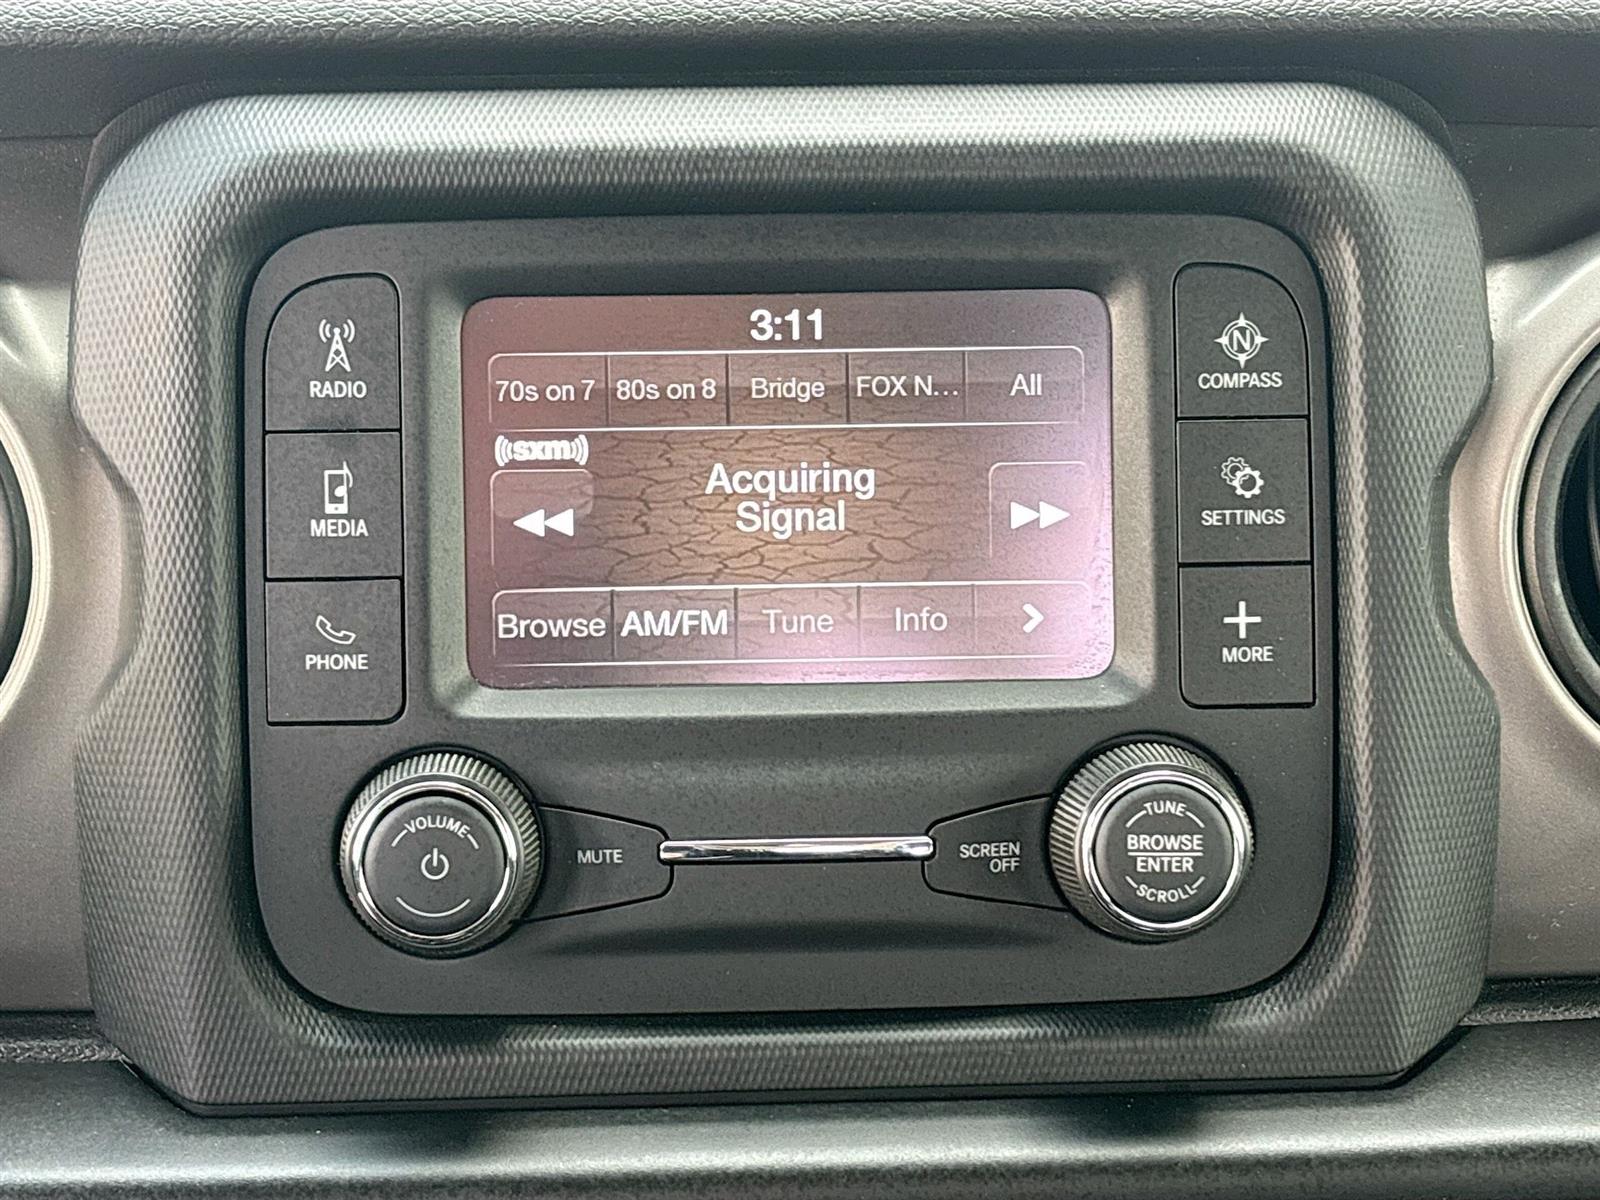 3:11
70s on 7 80s on 8 Bridge FOX N... All
((sxm))
Acquiring
Signal
Browse AM/FM Tune Info
RADIO
MEDIA
PHONE
N
COMPASS
SETTINGS
MORE
VOLUME
MUTE
SCREEN
OFF
TUNE
BROWSE
ENTER
SCROLL